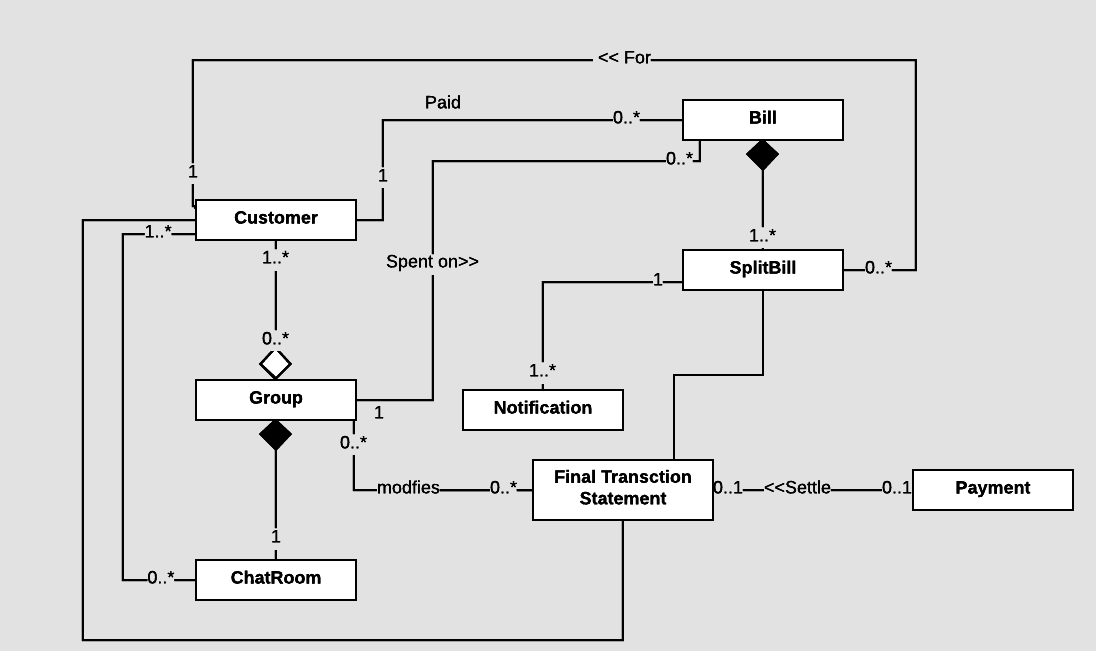 << For
Paid
0..*
Bill
0..*
1
1
Customer
1..*
1..*
1..*
Spent on>>
SplitBill
0..*
1
0..*
1..*
Group
1
Notification
0..*
modfies
0..*
Final Transction
Statement
0..1
<<Settle
0..1
Payment
1
0..*
ChatRoom